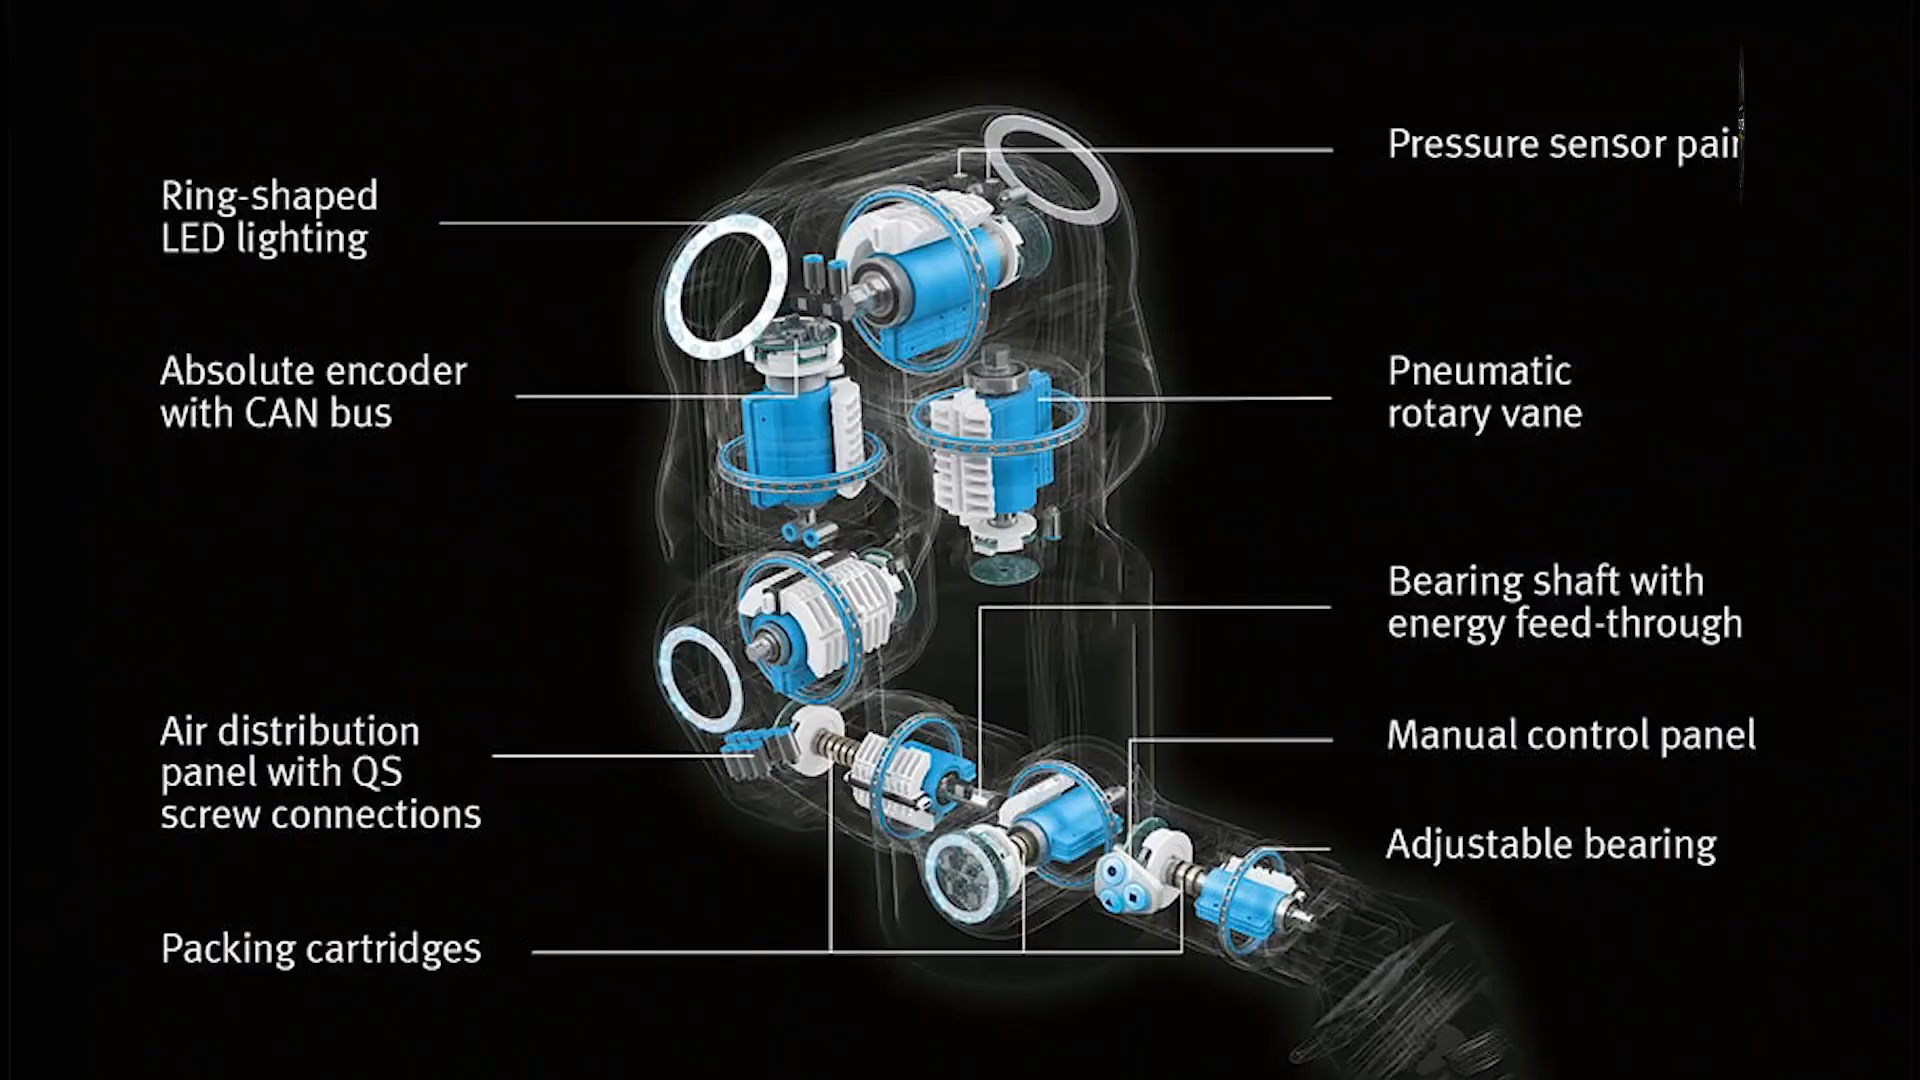 Ring-shaped
LED lighting
Absolute encoder
with CAN bus
Air distribution
panel with QS
screw connections
Packing cartridges
Pressure sensor pair
Pneumatic
rotary vane
Bearing shaft with
energy feed-through
Manual control panel
Adjustable bearing